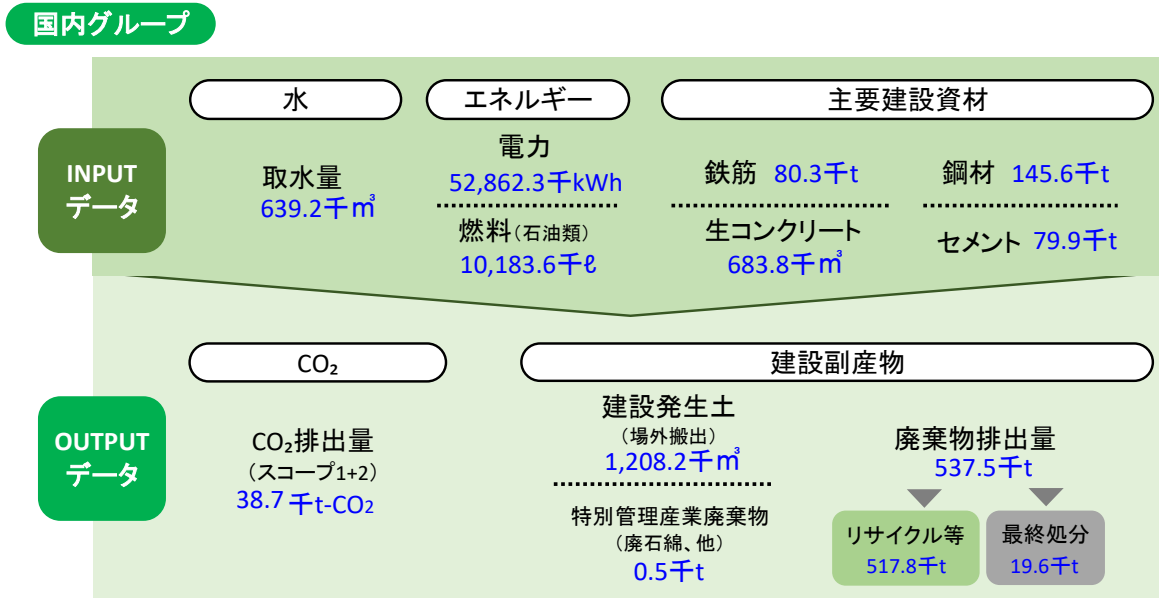 国内グループ
INPUT
データ
水
取水量
639.2千㎥
エネルギー
電力
52,862.3千kWh
燃料(石油類)
10,183.6千ℓ
主要建設資材
鉄筋 80.3千t
鋼材 145.6千t
生コンクリート
683.8千㎥
セメント 79.9千t
OUTPUT
データ
CO₂
CO₂排出量
(スコープ1+2)
38.7千t-CO2
建設副産物
建設発生土
(場外搬出)
1,208.2千㎥
特別管理産業廃棄物
(廃石綿、他)
0.5千t
廃棄物排出量
537.5千t
リサイクル等
517.8千t
最終処分
19.6千t